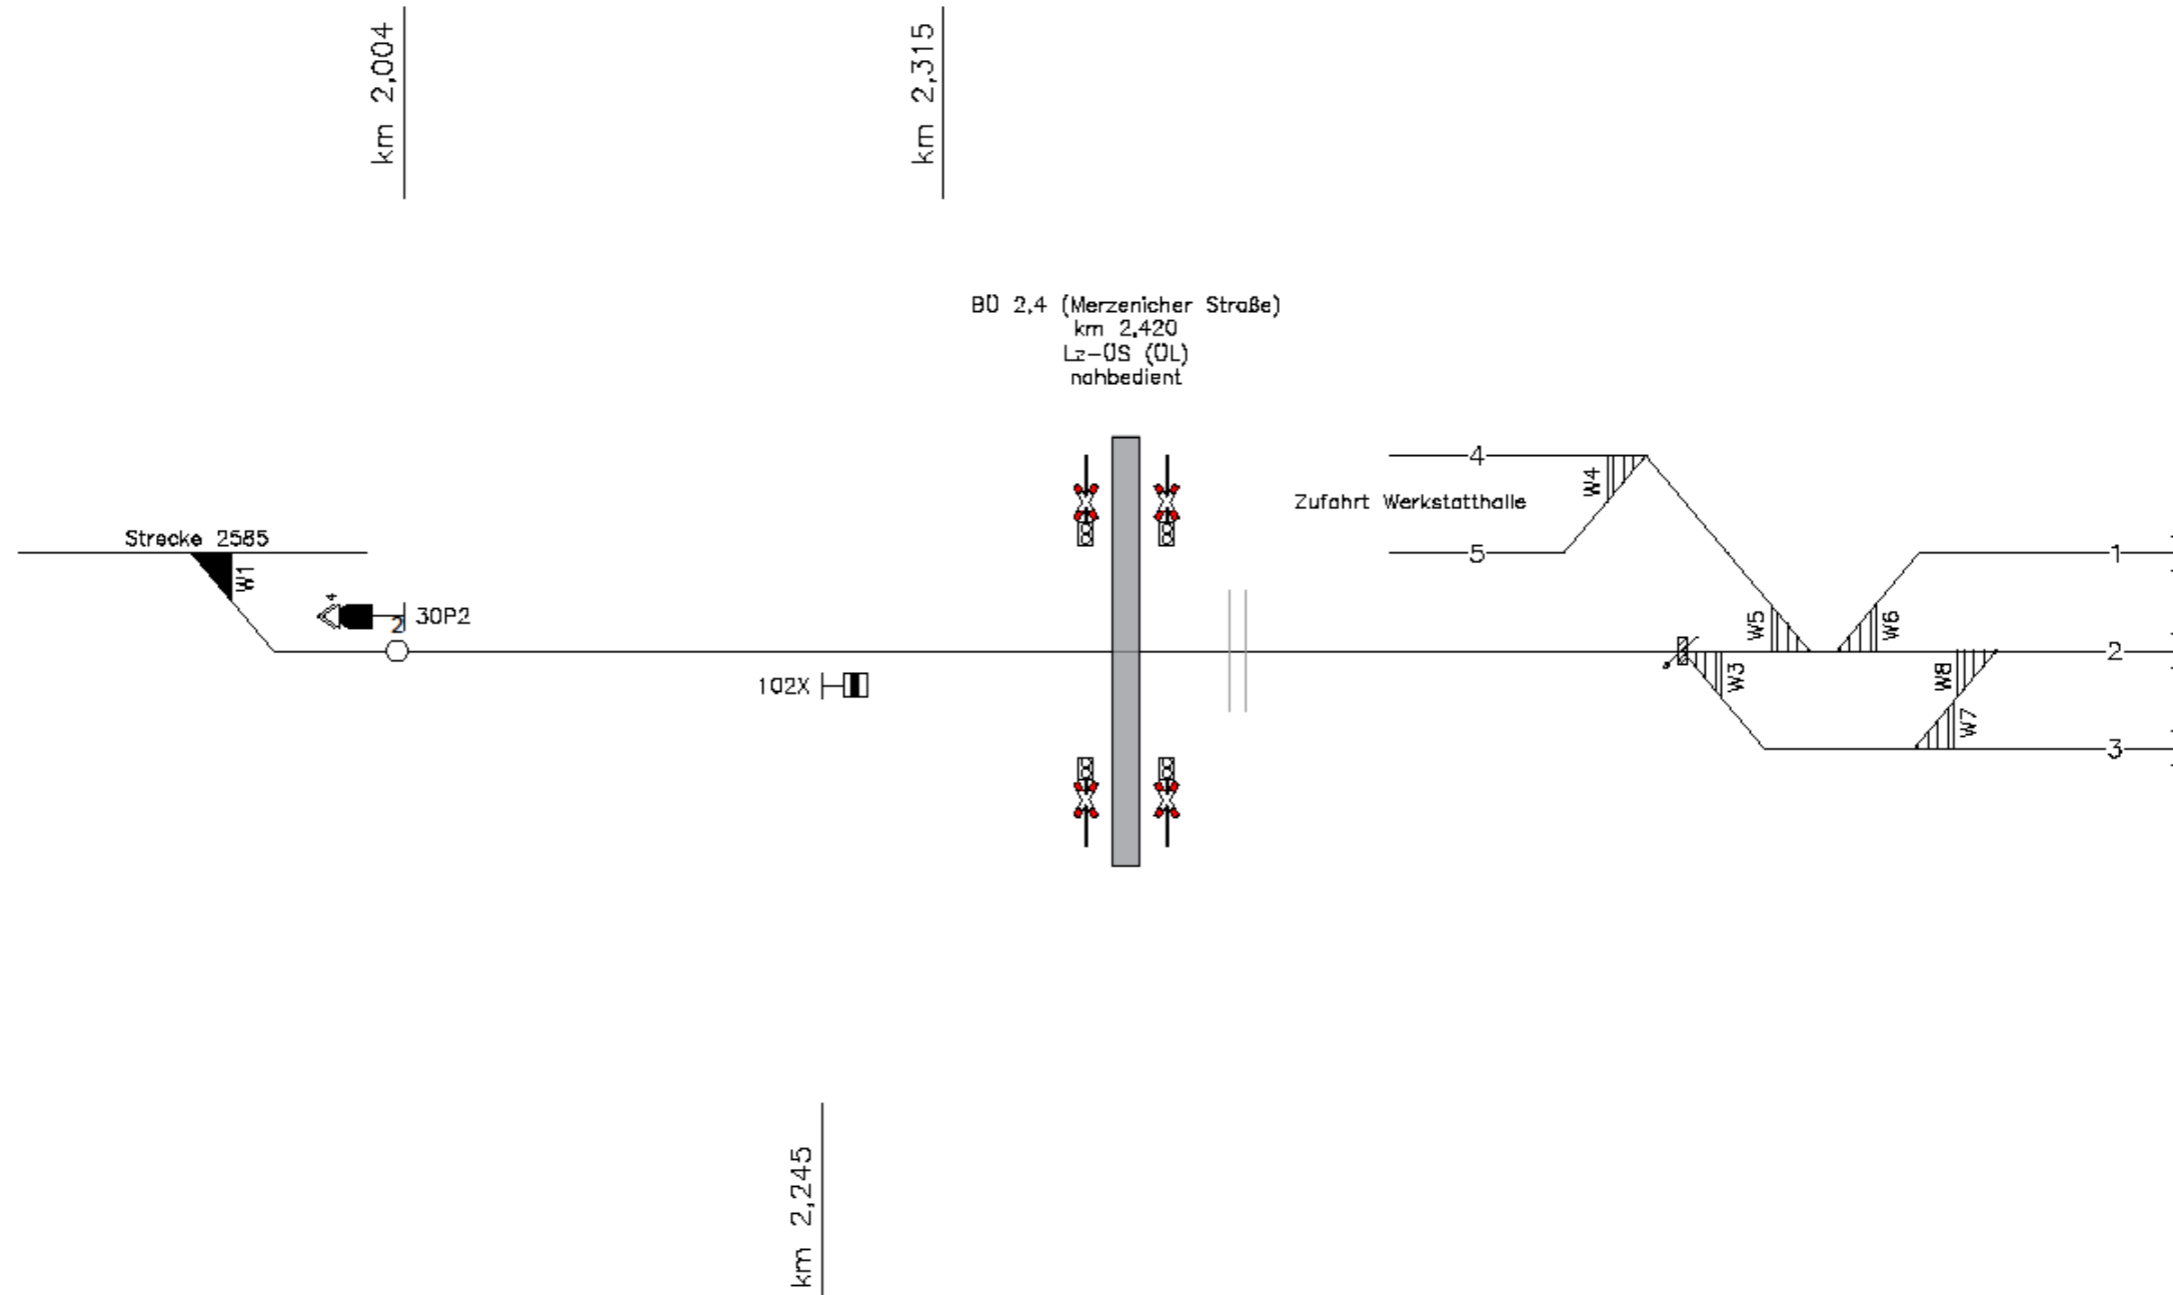 km 2,004
km 2,315
BÜ 2,4 (Merzenicher Straße)
km 2,420
Lz-ÜS (ÜL)
nahbedient
4
W4
Zufahrt Werkstatthalle
Strecke 2585
5
1
W1
4
30P2
2
W5
W6
2
102X
W3
W8
W7
3
km 2,245